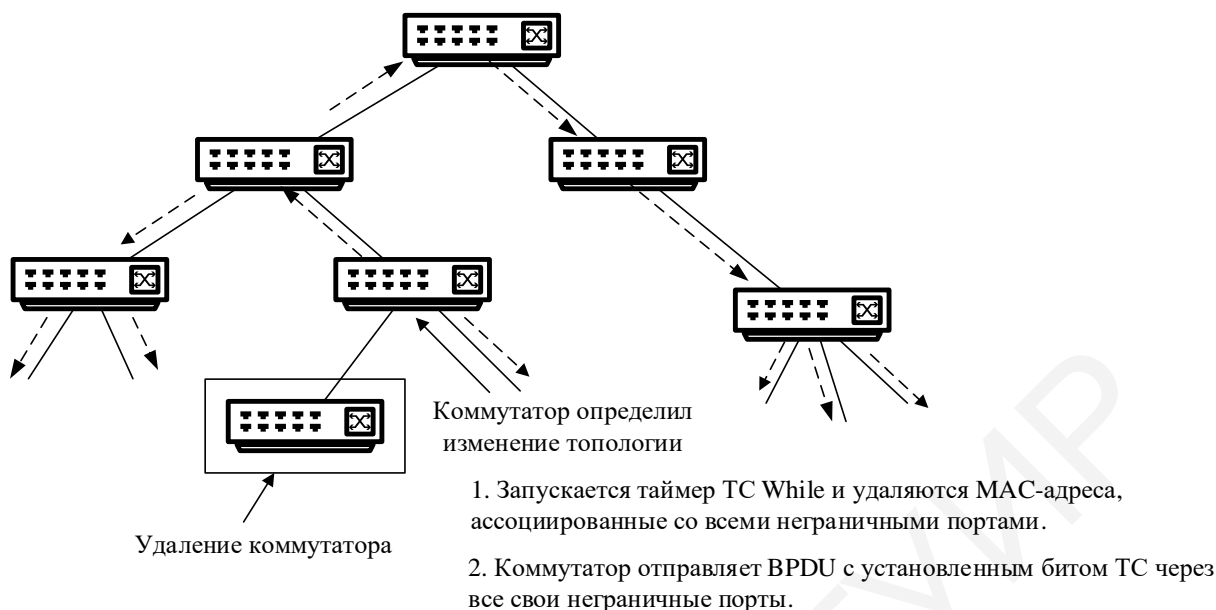 Коммутатор определил
изменение топологии
Удаление коммутатора
1. Запускается таймер TC While и удаляются MAC-адреса,
ассоциированные со всеми неграничными портами.
2. Коммутатор отправляет BPDU с установленным битом TC через
все свои неграничные порты.